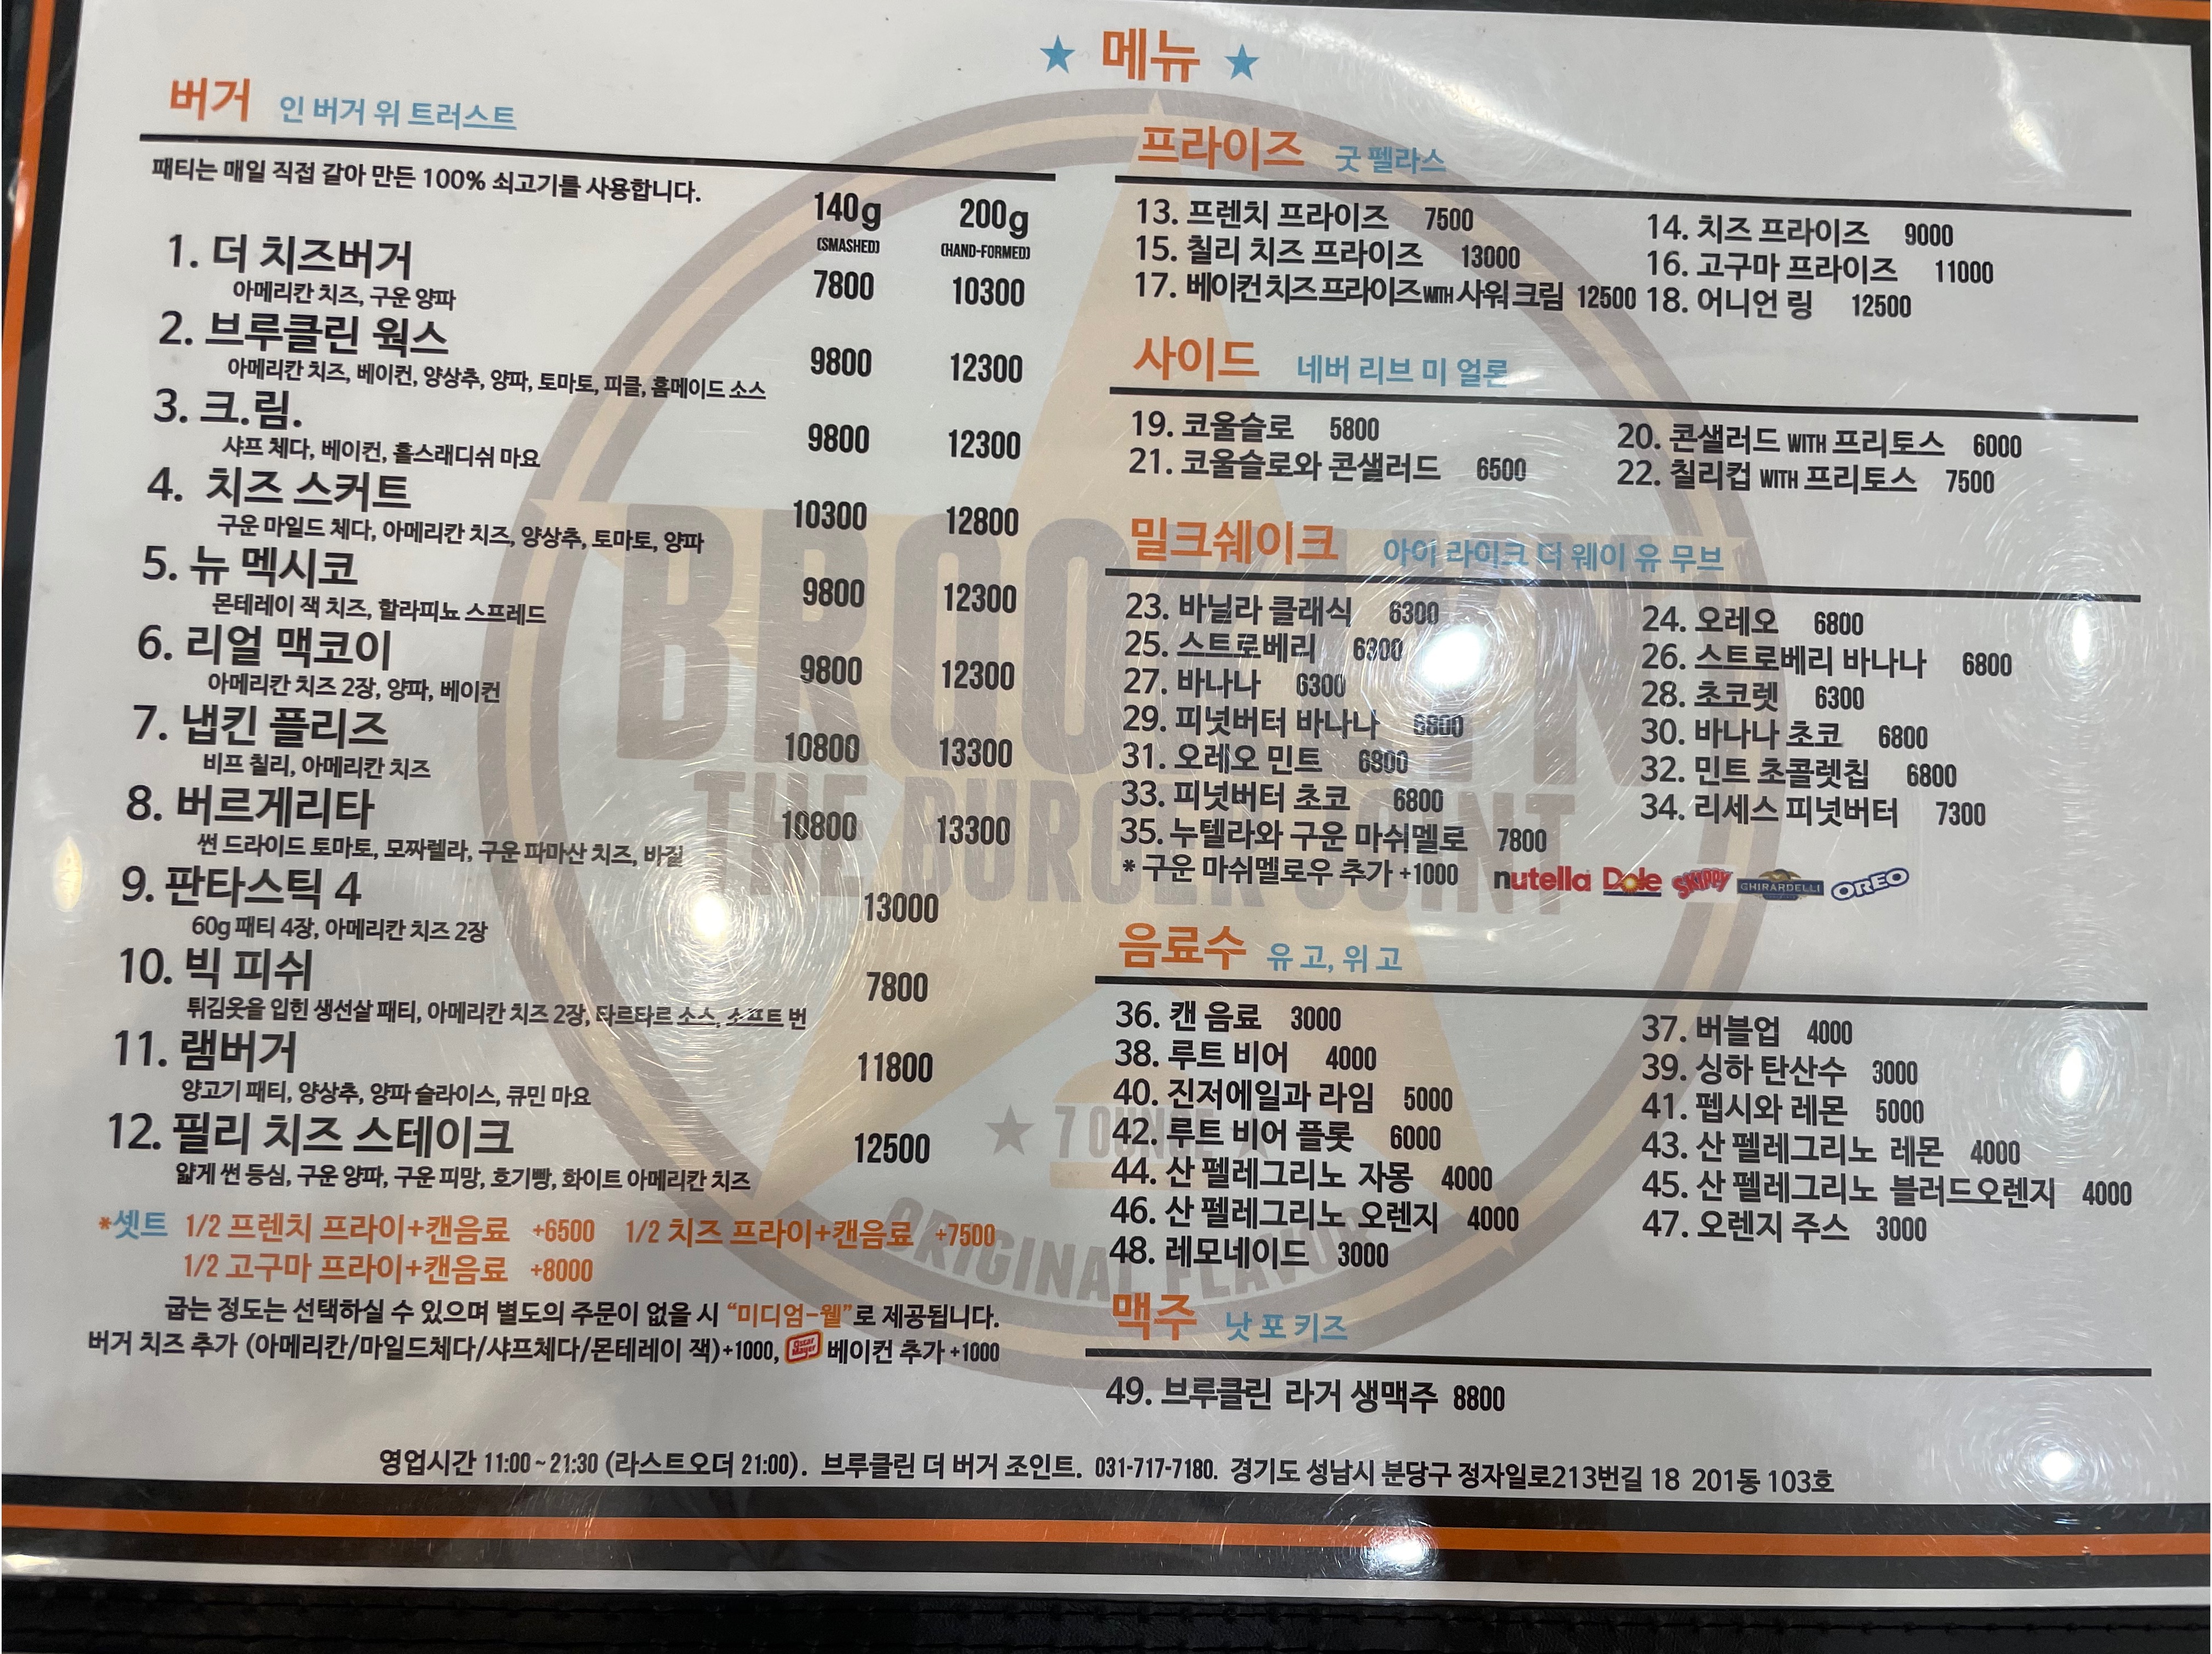 메뉴
버거 인 버거 위 트러스트
패티는 매일 직접 갈아 만든 100% 쇠고기를 사용합니다.
140g 200g
(SMASHED) (HAND-FORMED)
1. 더 치즈버거 7800 10300
아메리칸 치즈, 구운 양파
2. 브루클린 웍스 9800 12300
아메리칸 치즈, 베이컨, 양상추, 양파, 토마토, 피클, 홈메이드 소스
3. 크.림. 9800 12300
샤프 체다, 베이컨, 홀스래디쉬 마요
4. 치즈 스커트 10300 12800
구운 마일드 체다, 아메리칸 치즈, 양상추, 토마토, 양파
5. 뉴 멕시코 9800 12300
몬테레이 잭 치즈, 할라피뇨 스프레드
6. 리얼 맥코이 9800 12300
아메리칸 치즈 2장, 양파, 베이컨
7. 냅킨 플리즈 10800 13300
비프 칠리, 아메리칸 치즈
8. 버르게리타 10800 13300
썬 드라이드 토마토, 모짜렐라, 구운 파마산 치즈, 바질
9. 판타스틱 4 13000
60g 패티 4장, 아메리칸 치즈 2장
10. 빅 피쉬 7800
튀김옷을 입힌 생선살 패티, 아메리칸 치즈 2장, 타르타르 소스, 소프트 번
11. 램버거 11800
양고기 패티, 양상추, 양파 슬라이스, 큐민 마요
12. 필리 치즈 스테이크 12500
얇게 썬 등심, 구운 양파, 구운 피망, 호기빵, 화이트 아메리칸 치즈
*셋트 1/2 프렌치 프라이+캔음료 +6500 1/2 치즈 프라이+캔음료 +7500
1/2 고구마 프라이+캔음료 +8000
굽는 정도는 선택하실 수 있으며 별도의 주문이 없을 시 “미디엄-웰”로 제공됩니다.
버거 치즈 추가 (아메리칸/마일드체다/샤프체다/몬테레이 잭)+1000, Oscar Mayer 베이컨 추가 +1000
프라이즈 굿 펠라스
13. 프렌치 프라이즈 7500 14. 치즈 프라이즈 9000
15. 칠리 치즈 프라이즈 13000 16. 고구마 프라이즈 11000
17. 베이컨 치즈 프라이즈 WITH 사워 크림 12500 18. 어니언 링 12500
사이드 네버 리브 미 얼론
19. 코울슬로 5800 20. 콘샐러드 WITH 프리토스 6000
21. 코울슬로와 콘샐러드 6500 22. 칠리컵 WITH 프리토스 7500
밀크쉐이크 아이 라이크 더 웨이 유 무브
23. 바닐라 클래식 6300 24. 오레오 6800
25. 스트로베리 6300 26. 스트로베리 바나나 6800
27. 바나나 6300 28. 초코렛 6300
29. 피넛버터 바나나 6800 30. 바나나 초코 6800
31. 오레오 민트 6800 32. 민트 초콜렛칩 6800
33. 피넛버터 초코 6800 34. 리세스 피넛버터 7300
35. 누텔라와 구운 마쉬멜로 7800
* 구운 마쉬멜로우 추가 +1000 nutella Dole SKIPPY GHIRARDELLI OREO
음료수 유 고, 위 고
36. 캔 음료 3000 37. 버블업 4000
38. 루트 비어 4000 39. 싱하 탄산수 3000
40. 진저에일과 라임 5000 41. 펩시와 레몬 5000
42. 루트 비어 플롯 6000 43. 산 펠레그리노 레몬 4000
44. 산 펠레그리노 자몽 4000 45. 산 펠레그리노 블러드오렌지 4000
46. 산 펠레그리노 오렌지 4000 47. 오렌지 주스 3000
48. 레모네이드 3000
맥주 낫 포 키즈
49. 브루클린 라거 생맥주 8800
BROOKLYN
THE BURGER JOINT
7 OUNCE
ORIGINAL FLAVOR
영업시간 11:00~21:30 (라스트오더 21:00). 브루클린 더 버거 조인트. 031-717-7180. 경기도 성남시 분당구 정자일로213번길 18 201동 103호